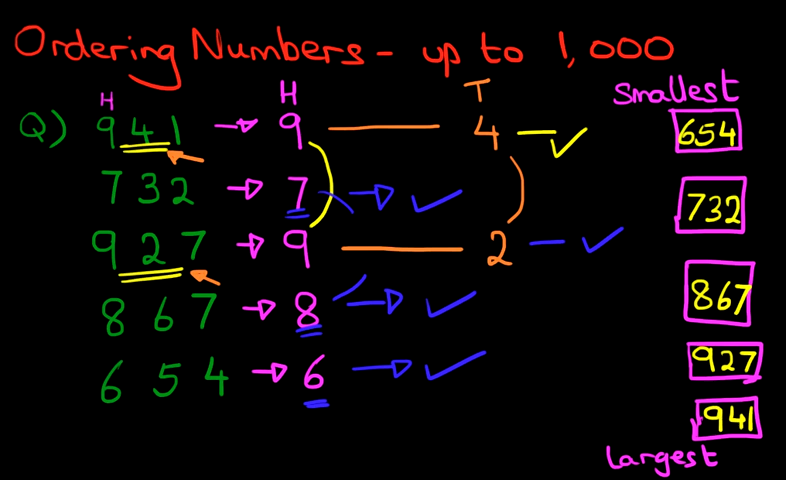 Ordering Numbers - up to 1,000
H H T Smallest
Q) 941 → 9 — 4 — ✓ 654
732 → 7 → ✓ 732
927 → 9 — 2 — ✓
867 → 8 → ✓ 867
654 → 6 → ✓ 927
941
largest